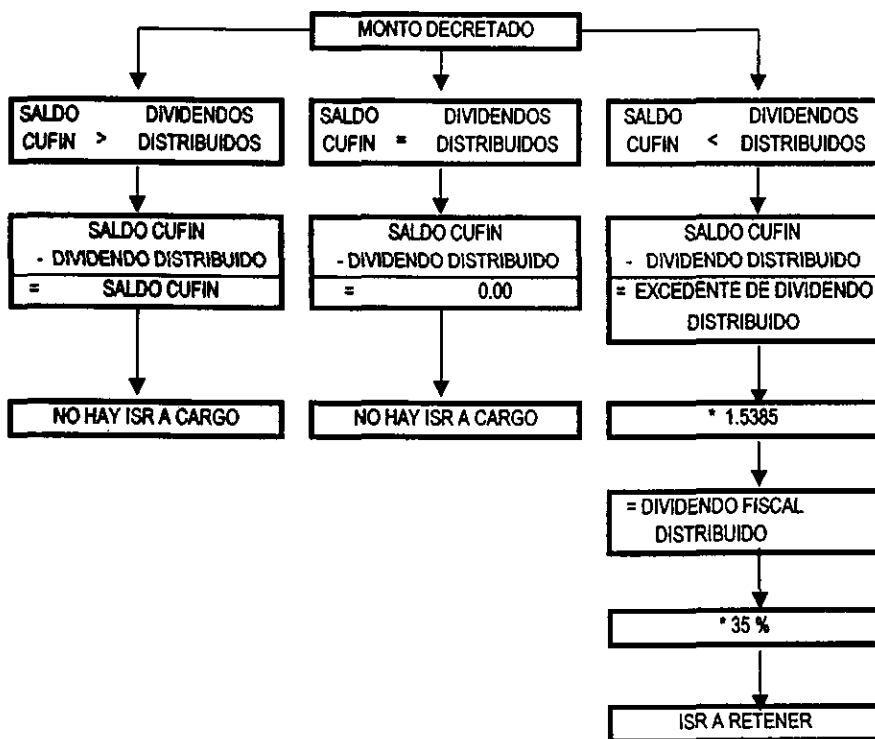 MONTO DECRETADO
SALDO DIVIDENDOS
CUFIN > DISTRIBUIDOS
SALDO DIVIDENDOS
CUFIN = DISTRIBUIDOS
SALDO DIVIDENDOS
CUFIN < DISTRIBUIDOS
SALDO CUFIN
- DIVIDENDO DISTRIBUIDO
= SALDO CUFIN
SALDO CUFIN
- DIVIDENDO DISTRIBUIDO
= 0.00
SALDO CUFIN
- DIVIDENDO DISTRIBUIDO
= EXCEDENTE DE DIVIDENDO
DISTRIBUIDO
NO HAY ISR A CARGO
NO HAY ISR A CARGO
* 1.5385
= DIVIDENDO FISCAL
DISTRIBUIDO
* 35 %
ISR A RETENER